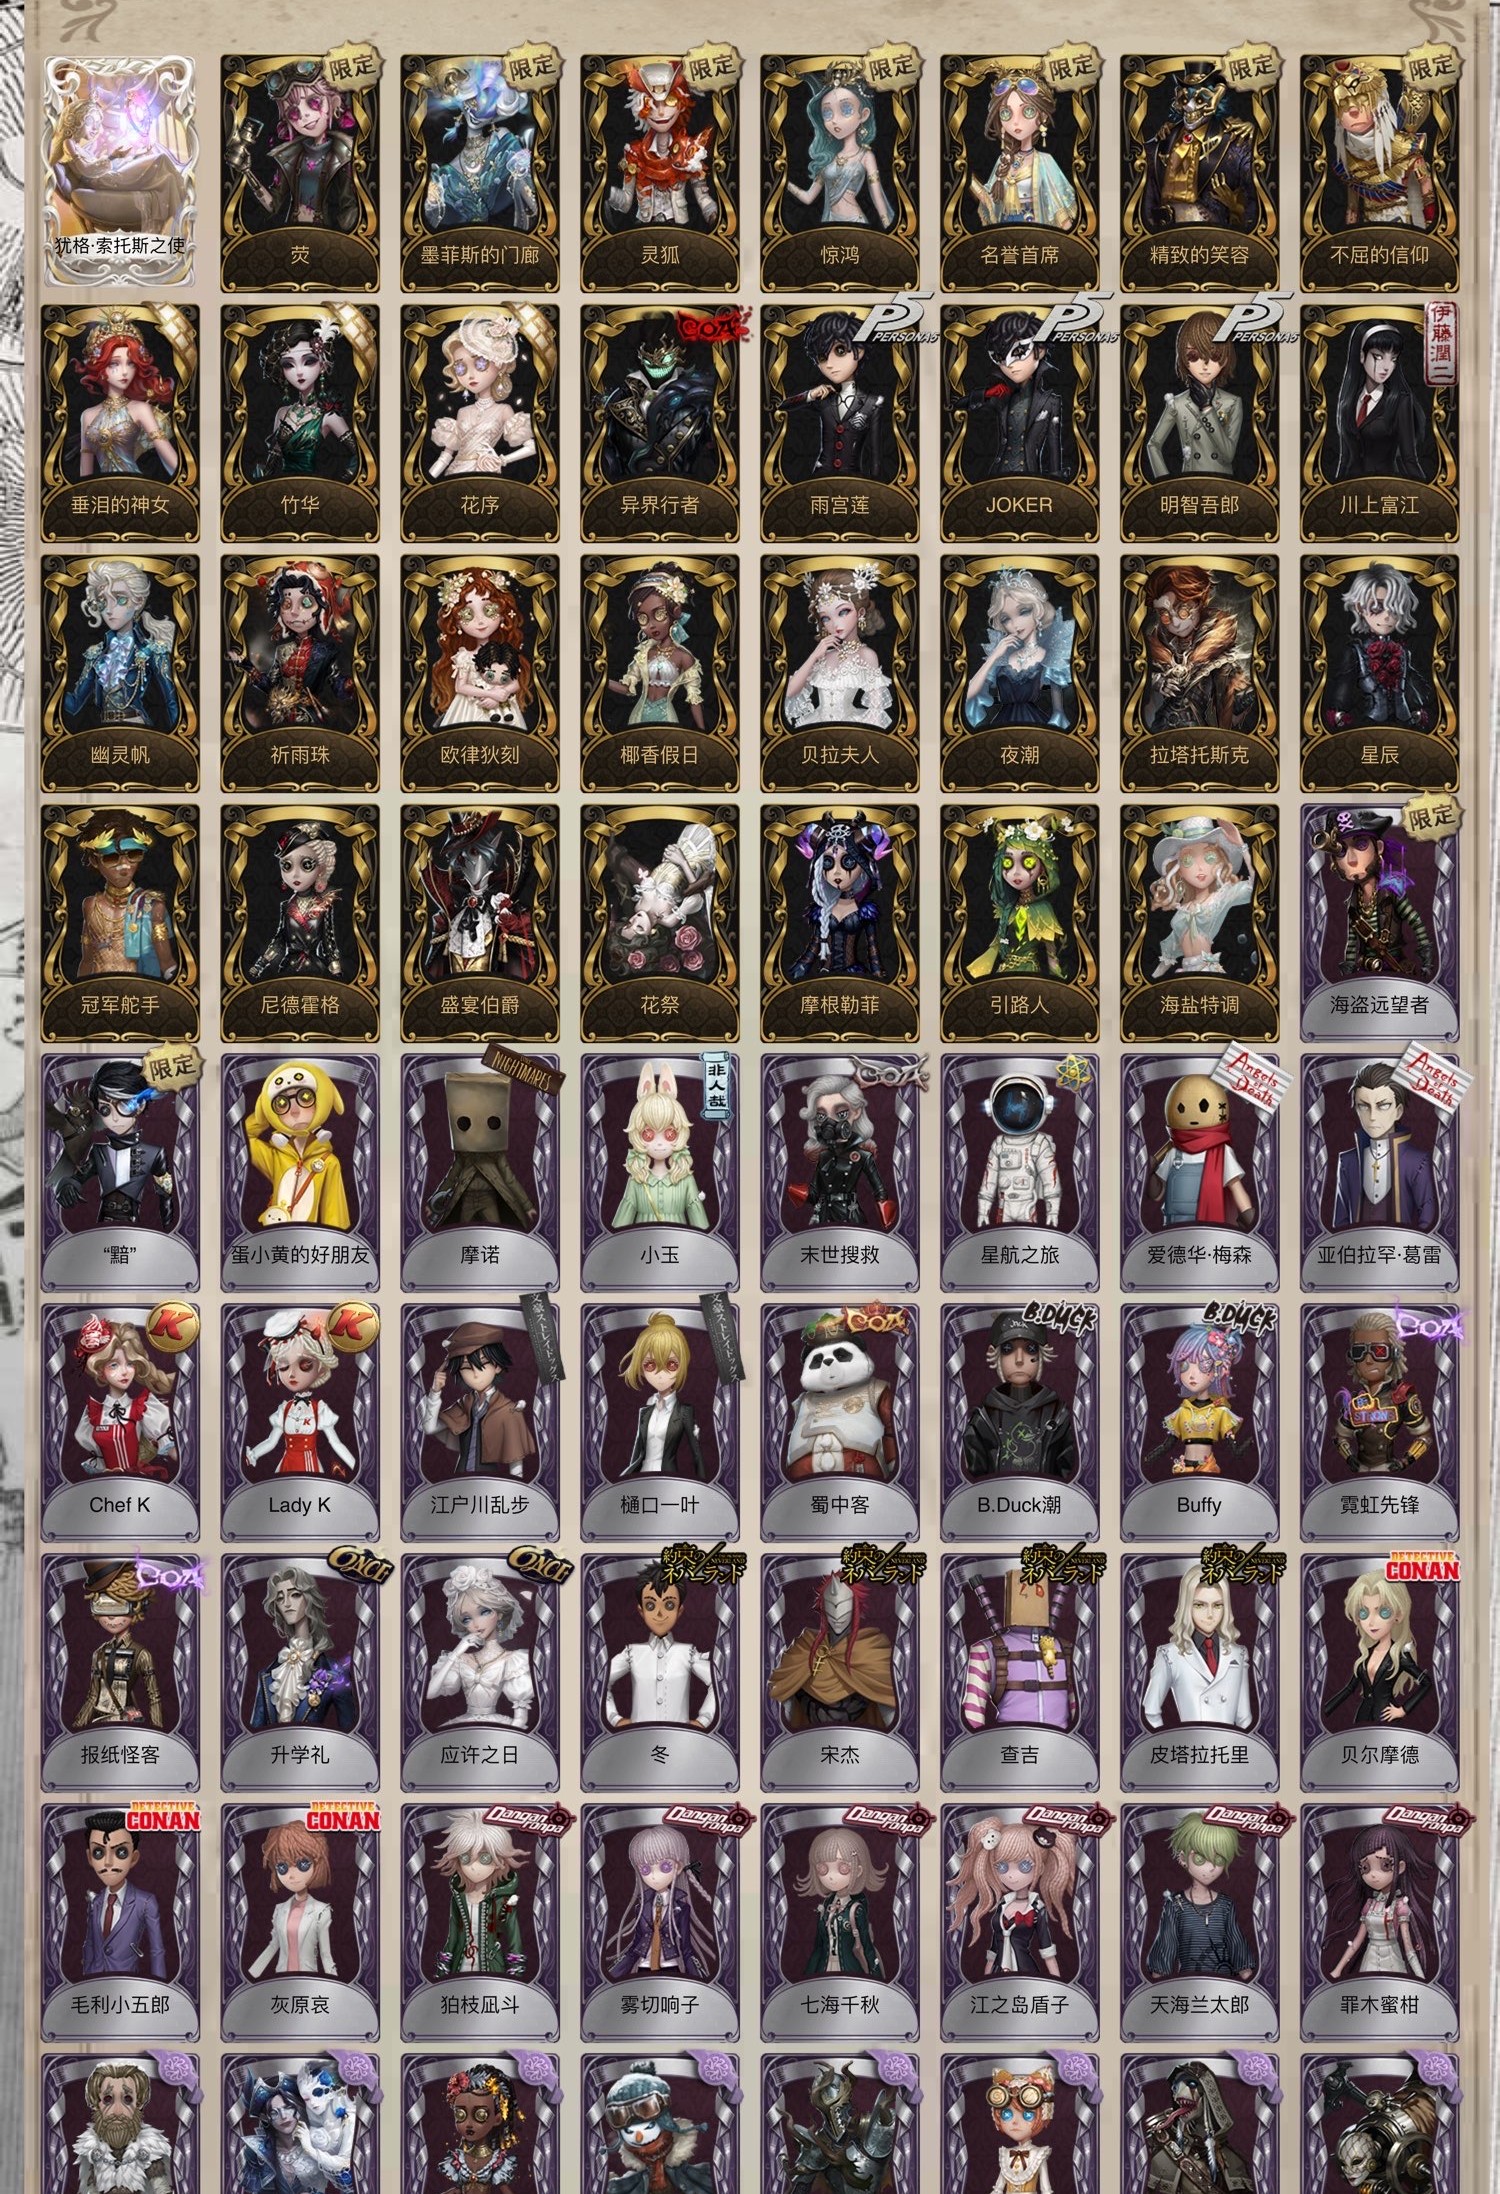 限定
限定
限定
限定
限定
限定
限定
犹格·索托斯之使
荧
墨菲斯的门廊
灵狐
惊鸿
名誉首席
精致的笑容
不屈的信仰
COA
P5
PERSONA5
P5
PERSONA5
P5
PERSONA5
伊藤潤二
垂泪的神女
竹华
花序
异界行者
雨宫莲
JOKER
明智吾郎
川上富江
幽灵帆
祈雨珠
欧律狄刻
椰香假日
贝拉夫人
夜潮
拉塔托斯克
星辰
限定
冠军舵手
尼德霍格
盛宴伯爵
花祭
摩根勒菲
引路人
海盐特调
海盗远望者
限定
NIGHTMARES
非人哉
COA
Angels of Death
Angels of Death
“黯”
蛋小黄的好朋友
摩诺
小玉
末世搜救
星航之旅
爱德华·梅森
亚伯拉罕·葛雷
K
K
文豪ストレイドッグス
文豪ストレイドッグス
COA
B.DUCK
B.DUCK
COA
Chef K
Lady K
江户川乱步
樋口一叶
蜀中客
B.Duck潮
Buffy
霓虹先锋
COA
ONCE
ONCE
約束のネバーランド
約束のネバーランド
約束のネバーランド
約束のネバーランド
DETECTIVE CONAN
报纸怪客
升学礼
应许之日
冬
宋杰
查吉
皮塔拉托里
贝尔摩德
DETECTIVE CONAN
DETECTIVE CONAN
Danganronpa
Danganronpa
Danganronpa
Danganronpa
Danganronpa
Danganronpa
毛利小五郎
灰原哀
狛枝凪斗
雾切响子
七海千秋
江之岛盾子
天海兰太郎
罪木蜜柑